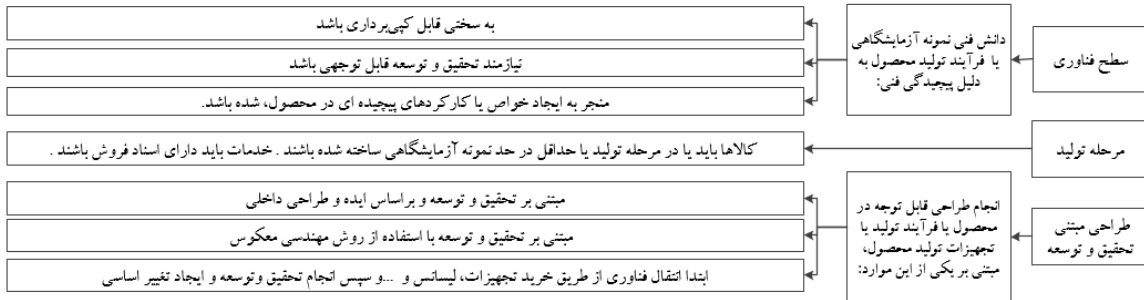 سطح فناوری
دانش فنی نمونه آزمایشگاهی
یا فرآیند تولید محصول به
دلیل پیچیدگی فنی:
به سختی قابل کپی‌برداری باشد
نیازمند تحقیق و توسعه قابل توجهی باشد
منجر به ایجاد خواص یا کارکردهای پیچیده ای در محصول، شده باشد.
مرحله تولید
کالاها باید یا در مرحله تولید یا حداقل در حد نمونه آزمایشگاهی ساخته شده باشند . خدمات باید دارای اسناد فروش باشند .
طراحی مبتنی
تحقیق و توسعه
انجام طراحی قابل توجه در
محصول یا فرآیند تولید یا
تجهیزات تولید محصول،
مبتنی بر یکی از این موارد:
مبتنی بر تحقیق و توسعه و براساس ایده و طراحی داخلی
مبتنی بر تحقیق و توسعه با استفاده از روش مهندسی معکوس
ابتدا انتقال فناوری از طریق خرید تجهیزات، لیسانس و ...و سپس انجام تحقیق وتوسعه و ایجاد تغییر اساسی